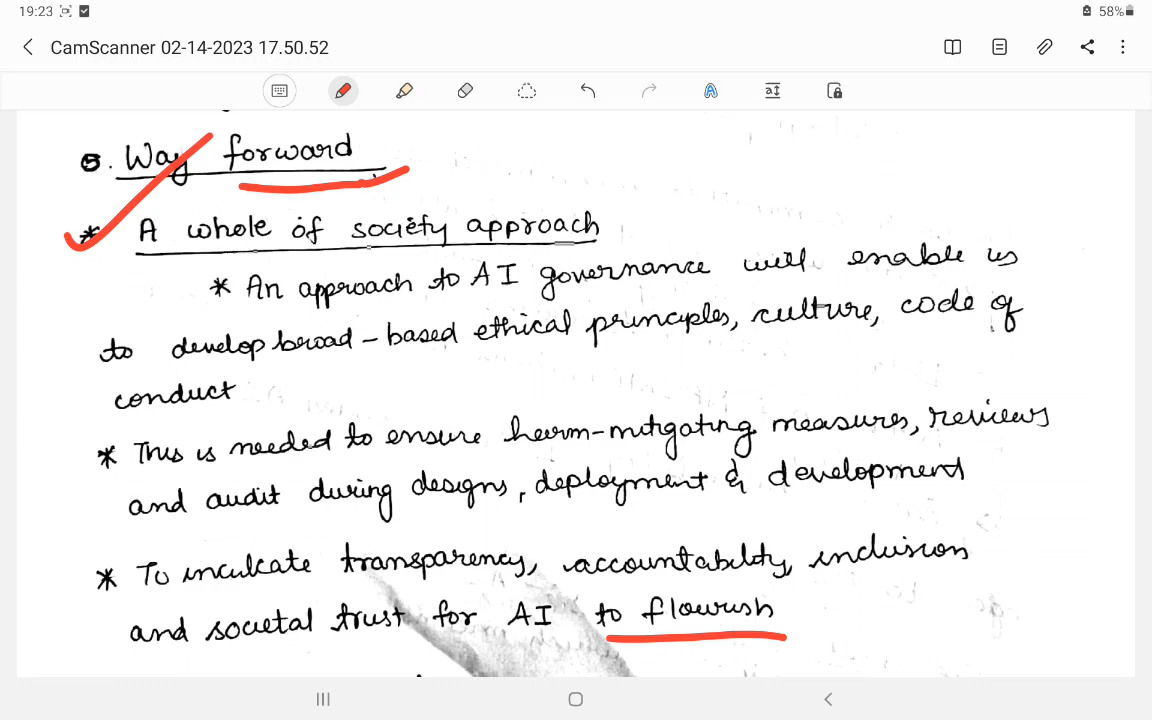 19:23
58%
CamScanner 02-14-2023 17.50.52
5. Way forward
* A whole of society approach
* An approach to AI governance will enable us
to develop broad-based ethical principles, culture, code of
conduct
* This is needed to ensure harm-mitigating measures, reviews
and audit during designs, deployment & development
* To inculcate transparency, accountability, inclusion
and societal trust for AI to flourish